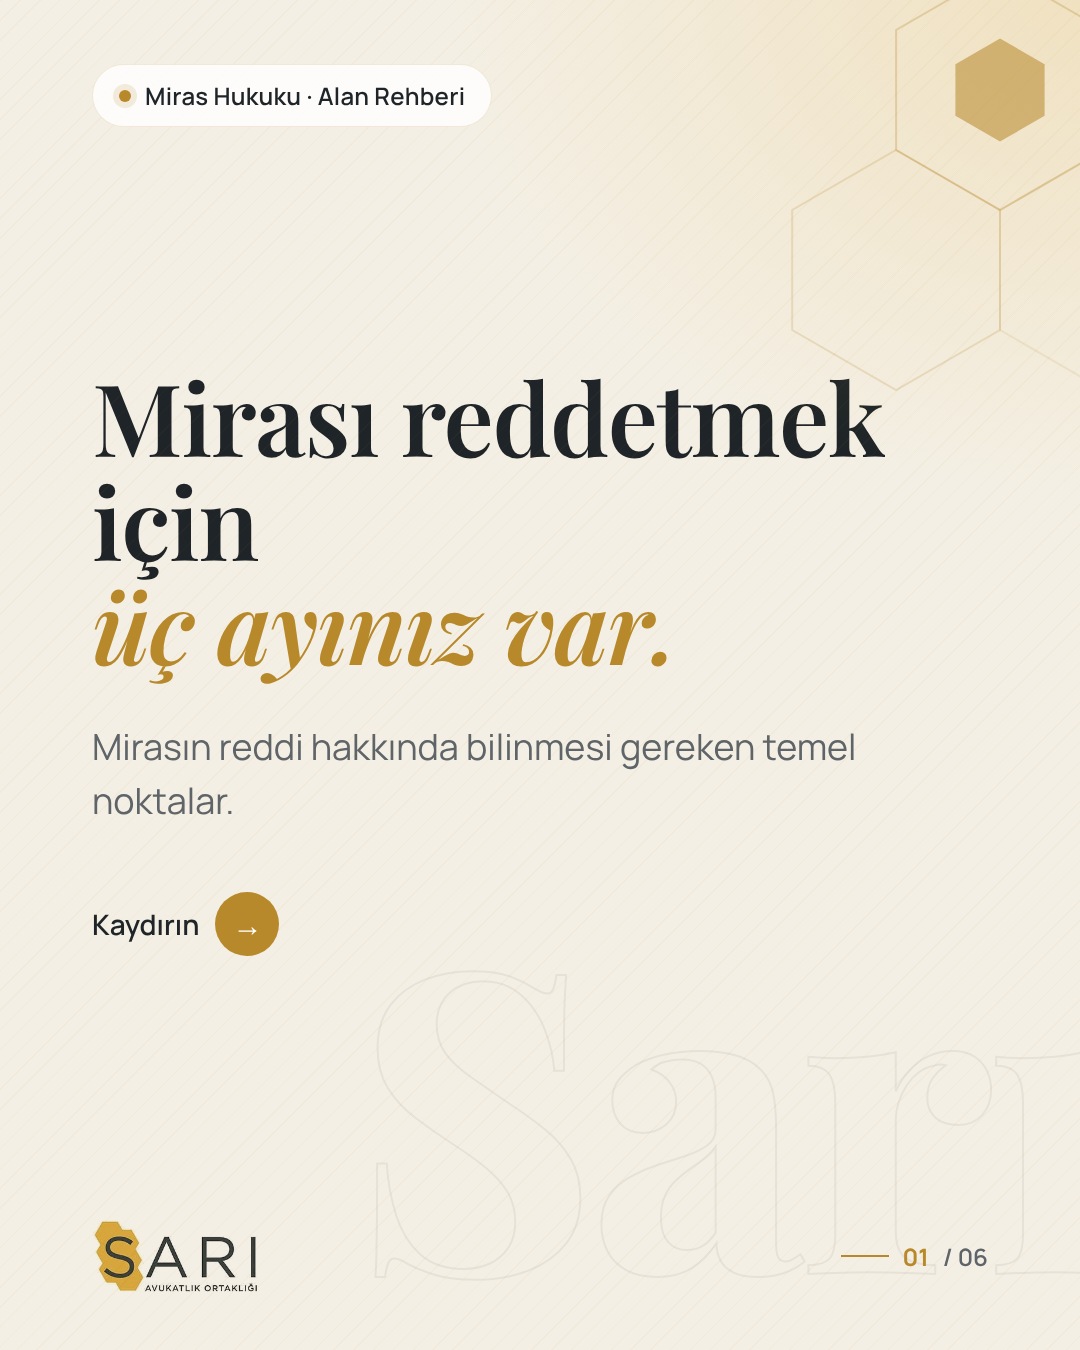 Miras Hukuku · Alan Rehberi
Mirası reddetmek
için
üç ayınız var.
Mirasın reddi hakkında bilinmesi gereken temel
noktalar.
Kaydırın →
Sarı
SARI
AVUKATLIK ORTAKLIĞI
01 / 06